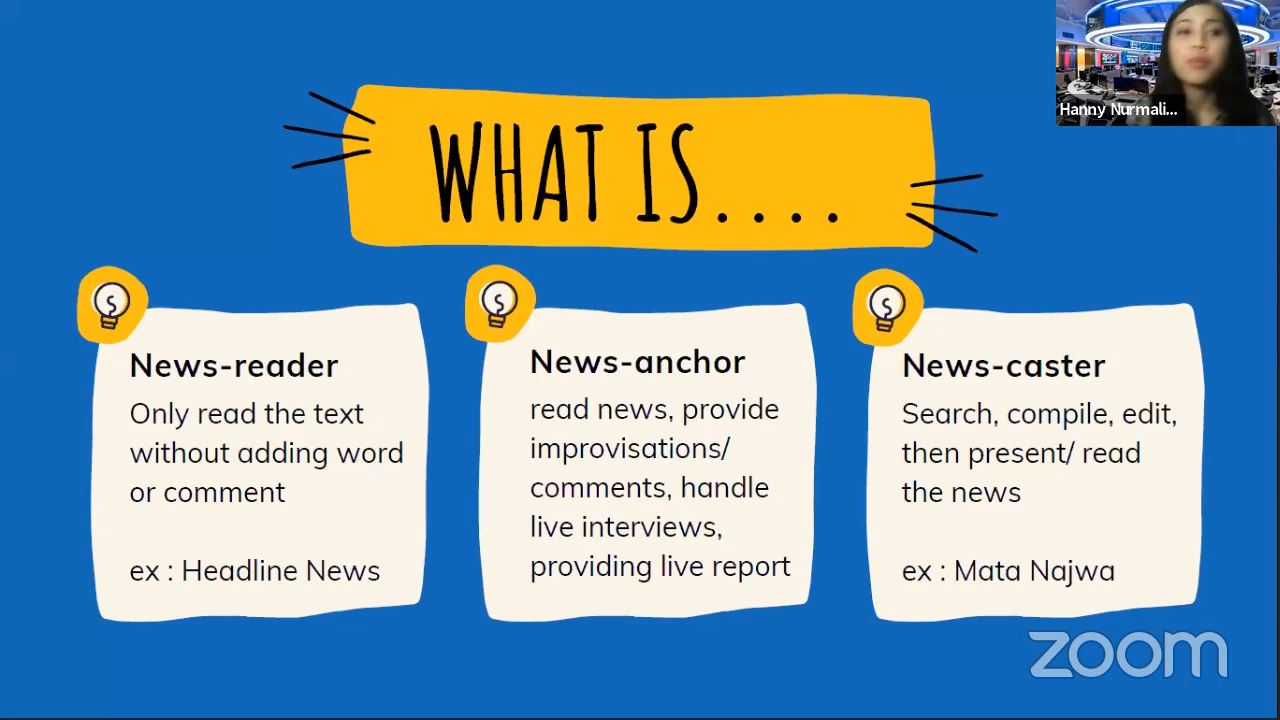 Hanny Nurmali...
WHAT IS....
News-reader
Only read the text
without adding word
or comment
ex : Headline News
News-anchor
read news, provide
improvisations/
comments, handle
live interviews,
providing live report
News-caster
Search, compile, edit,
then present/ read
the news
ex : Mata Najwa
zoom